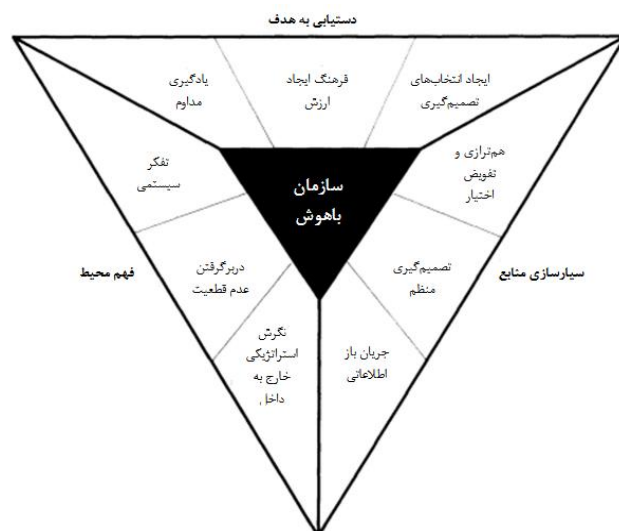 دستیابی به هدف
ایجاد انتخاب‌های
تصمیم‌گیری
فرهنگ ایجاد
ارزش
یادگیری
مداوم
هم‌ترازی و
تفویض
اختیار
سازمان
باهوش
تفکر
سیستمی
سیارسازی منابع
تصمیم‌گیری
منظم
دربرگرفتن
عدم قطعیت
فهم محیط
جریان باز
اطلاعاتی
نگرش
استراتژیکی
خارج به
داخل